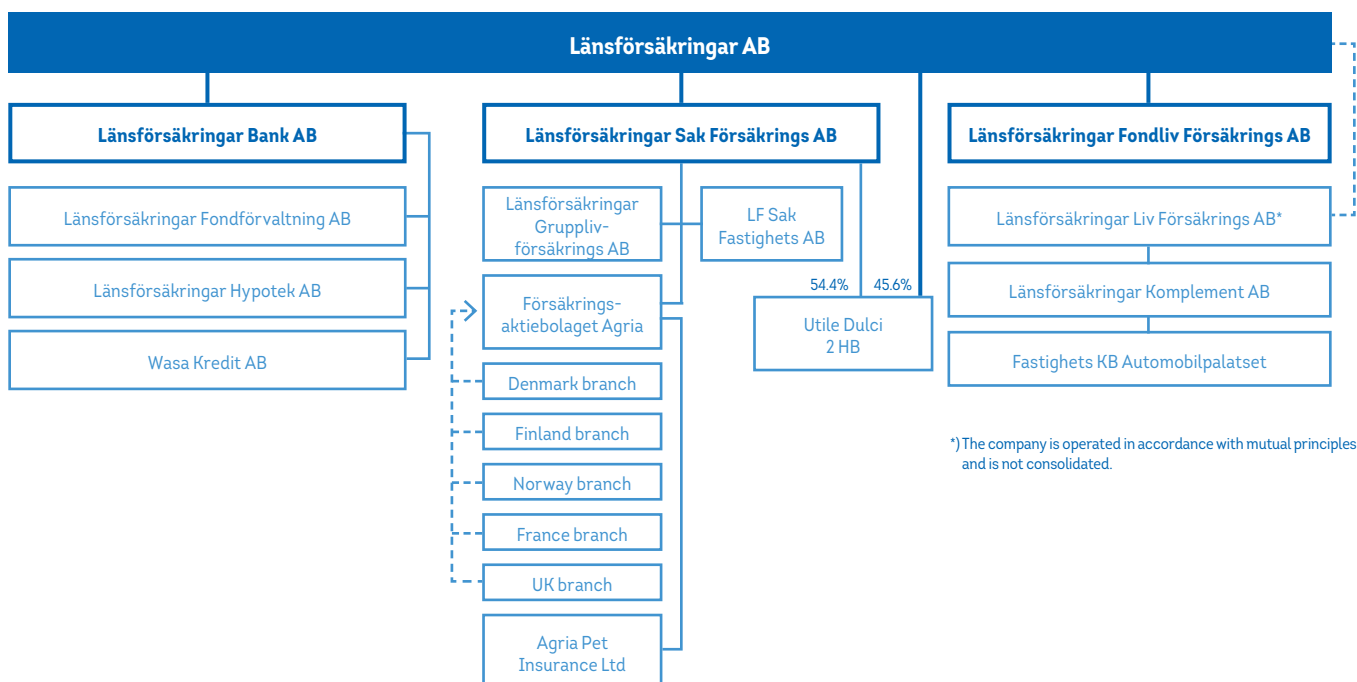 Länsförsäkringar AB
Länsförsäkringar Bank AB
Länsförsäkringar Fondförvaltning AB
Länsförsäkringar Hypotek AB
Wasa Kredit AB
Länsförsäkringar Sak Försäkrings AB
Länsförsäkringar
Gruppliv-
försäkrings AB
LF Sak
Fastighets AB
54.4%
45.6%
Försäkrings-
aktiebolaget Agria
Utile Dulci
2 HB
Denmark branch
Finland branch
Norway branch
France branch
UK branch
Agria Pet
Insurance Ltd
Länsförsäkringar Fondliv Försäkrings AB
Länsförsäkringar Liv Försäkrings AB*
Länsförsäkringar Komplement AB
Fastighets KB Automobilpalatset
*) The company is operated in accordance with mutual principles
and is not consolidated.